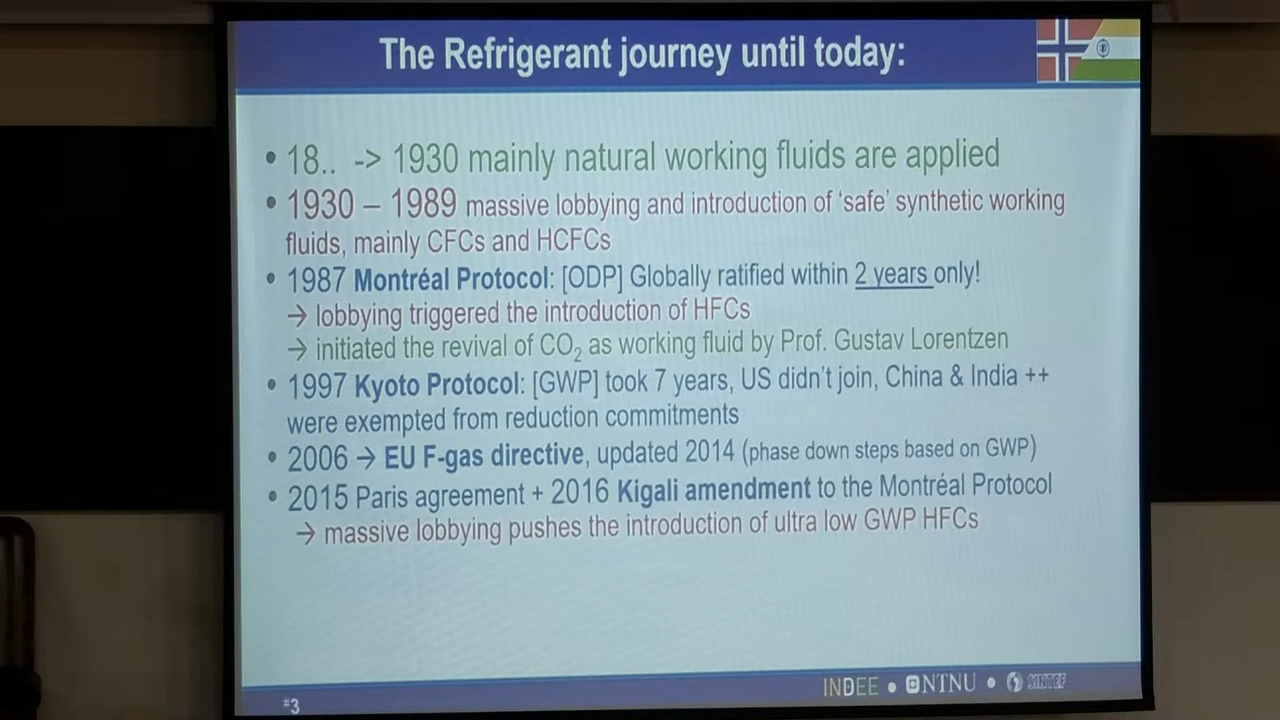 The Refrigerant journey until today:
• 18.. -> 1930 mainly natural working fluids are applied
• 1930 – 1989 massive lobbying and introduction of ‘safe’ synthetic working
fluids, mainly CFCs and HCFCs
• 1987 Montréal Protocol: [ODP] Globally ratified within 2 years only!
→ lobbying triggered the introduction of HFCs
→ initiated the revival of CO₂ as working fluid by Prof. Gustav Lorentzen
• 1997 Kyoto Protocol: [GWP] took 7 years, US didn’t join, China & India ++
were exempted from reduction commitments
• 2006 → EU F-gas directive, updated 2014 (phase down steps based on GWP)
• 2015 Paris agreement + 2016 Kigali amendment to the Montréal Protocol
→ massive lobbying pushes the introduction of ultra low GWP HFCs
INDEE • NTNU • SINTEF
#3